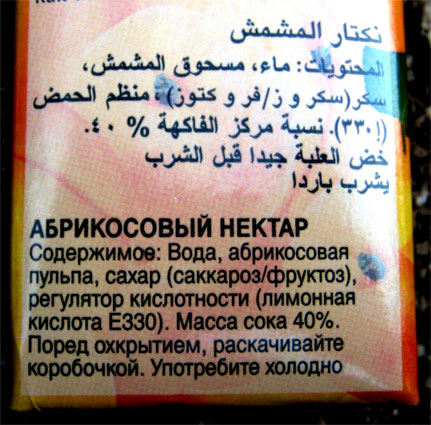 نكتار المشمش
المحتويات: ماء، مسحوق المشمش،
سكر(سكر و ز/فر و كتوز)، منظم الحمض
(إ٣٣٠). نسبة مركز الفاكهة % ٤٠.
خض العلبة جيدا قبل الشرب
يشرب باردا
АБРИКОСОВЫЙ НЕКТАР
Содержимое: Вода, абрикосовая
пульпа, сахар (саккароз/фруктоз),
регулятор кислотности (лимонная
кислота Е330). Масса сока 40%.
Поред охкрытием, раскачивайте
коробочкой. Употребите холодно